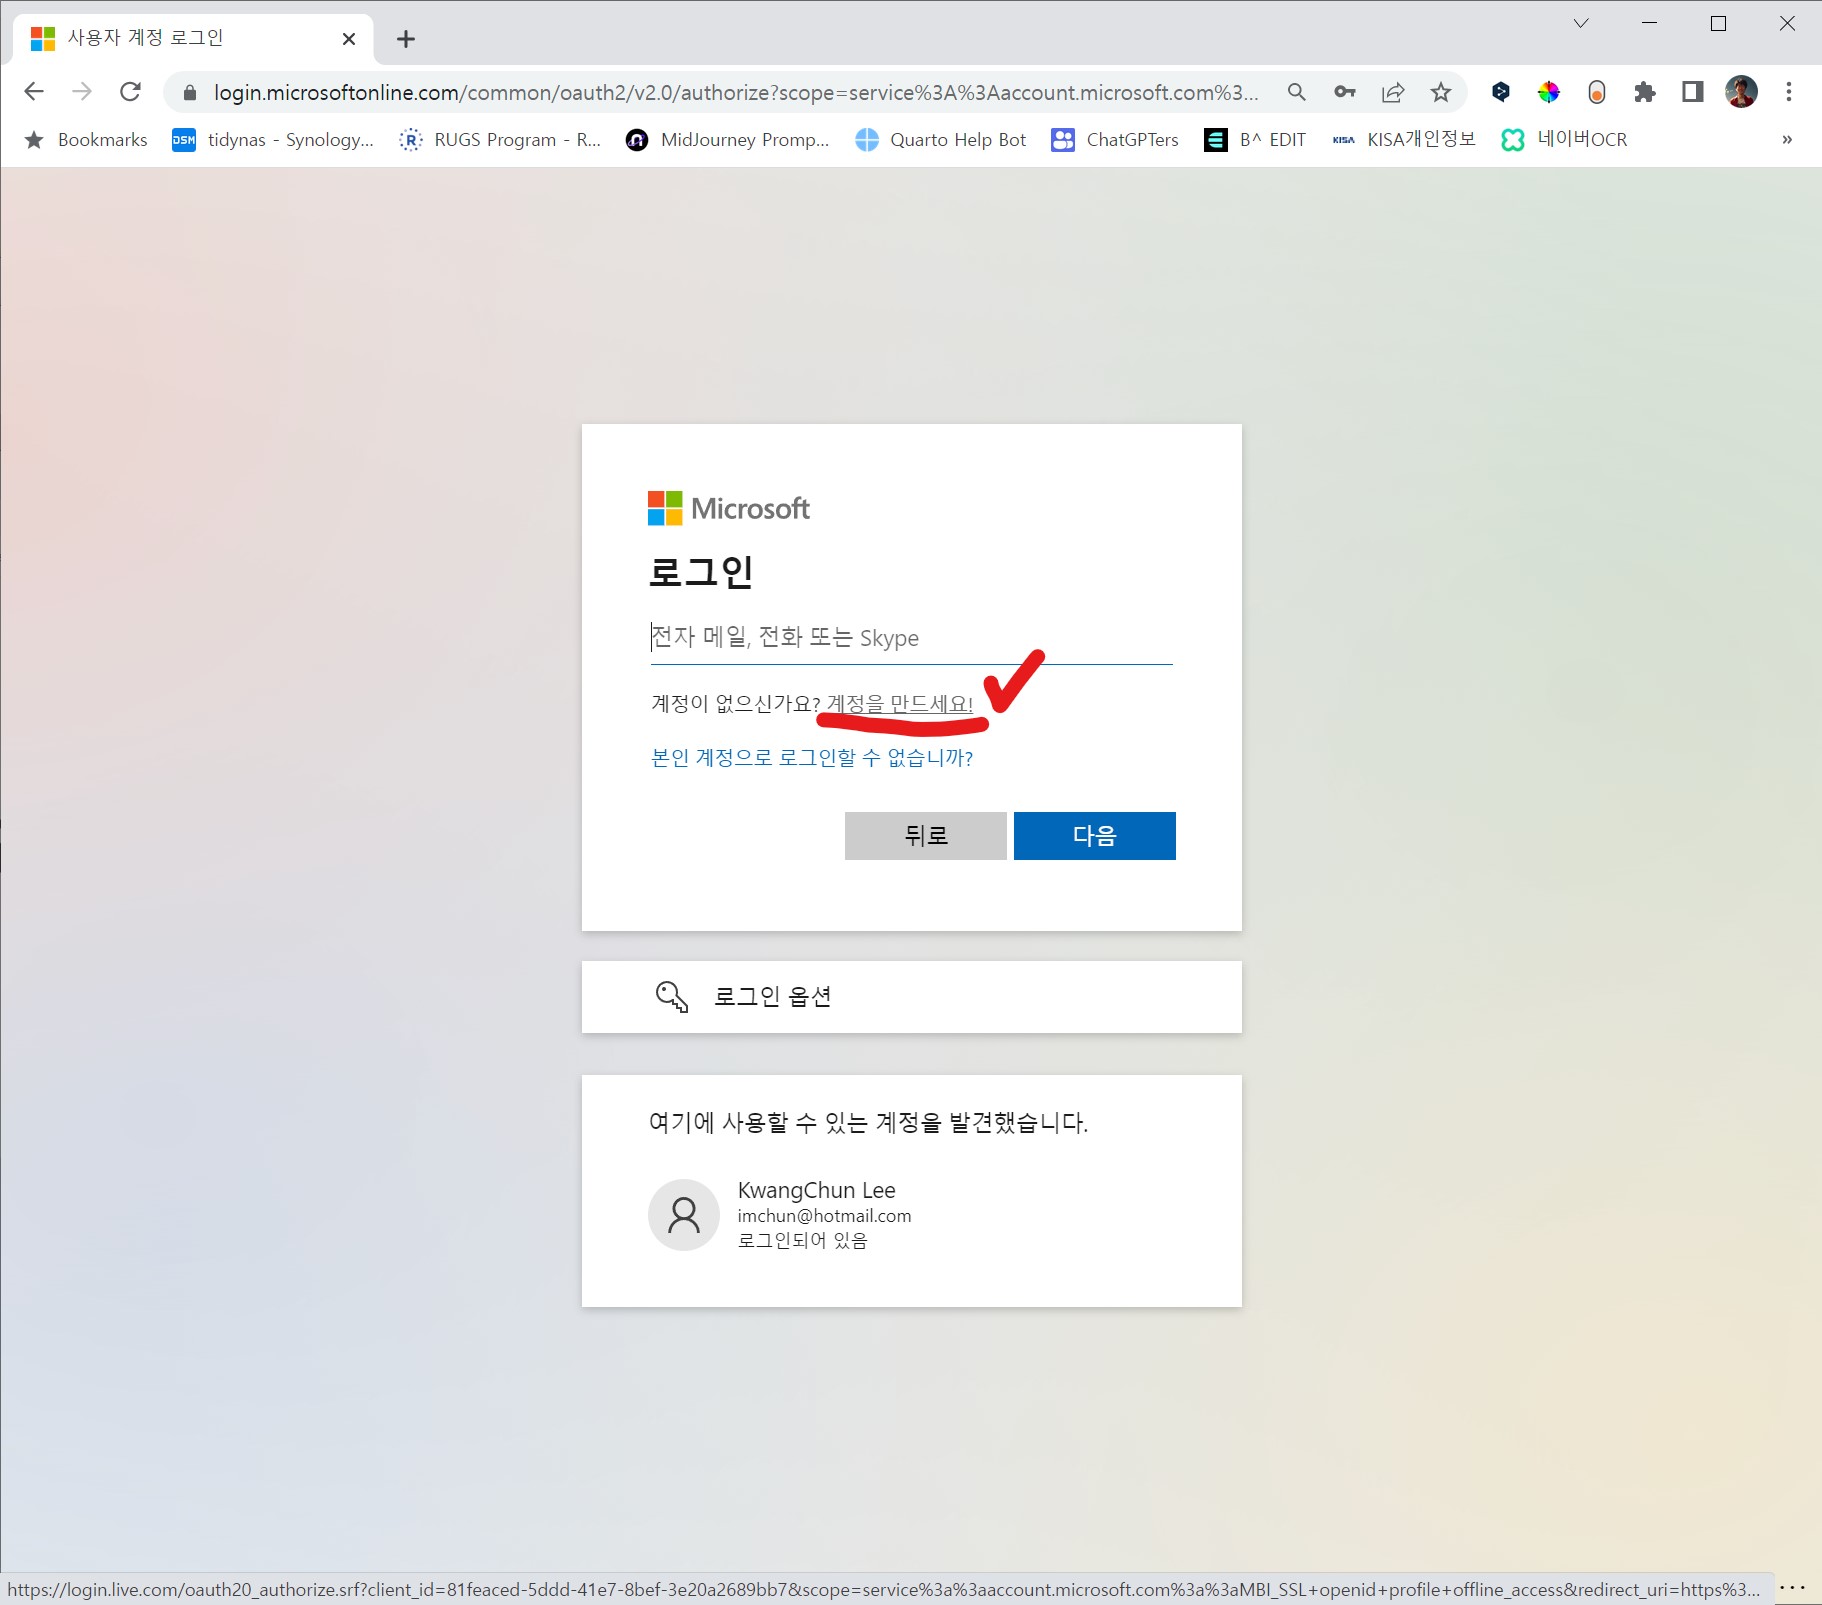 사용자 계정 로그인
login.microsoftonline.com/common/oauth2/v2.0/authorize?scope=service%3A%3Aaccount.microsoft.com%3...
Bookmarks DSM tidynas - Synology... R RUGS Program - R... MidJourney Promp... Quarto Help Bot ChatGPTers B^ EDIT KISA KISA개인정보 네이버OCR »
Microsoft
로그인
전자 메일, 전화 또는 Skype
계정이 없으신가요? 계정을 만드세요!
본인 계정으로 로그인할 수 없습니까?
뒤로 다음
로그인 옵션
여기에 사용할 수 있는 계정을 발견했습니다.
KwangChun Lee
imchun@hotmail.com
로그인되어 있음
https://login.live.com/oauth20_authorize.srf?client_id=81feaced-5ddd-41e7-8bef-3e20a2689bb7&scope=service%3a%3aaccount.microsoft.com%3a%3aMBI_SSL+openid+profile+offline_access&redirect_uri=https%3...